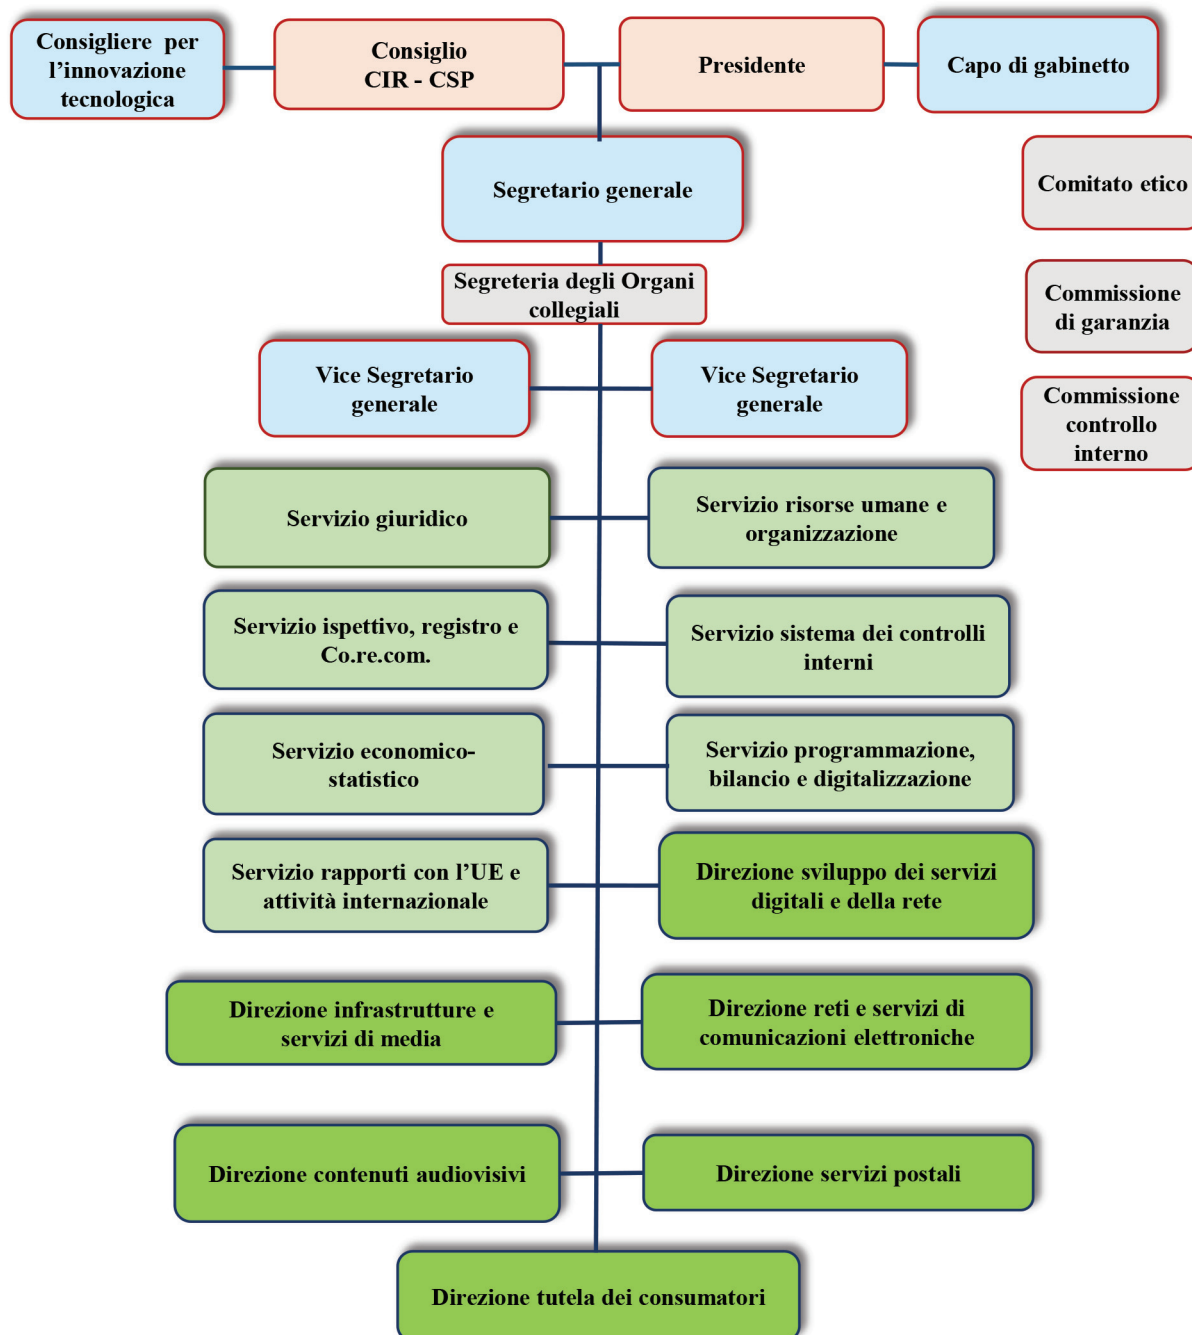 Consigliere per
l’innovazione
tecnologica
Consiglio
CIR - CSP
Presidente
Capo di gabinetto
Segretario generale
Comitato etico
Segreteria degli Organi
collegiali
Commissione
di garanzia
Vice Segretario
generale
Vice Segretario
generale
Commissione
controllo
interno
Servizio giuridico
Servizio risorse umane e
organizzazione
Servizio ispettivo, registro e
Co.re.com.
Servizio sistema dei controlli
interni
Servizio economico-
statistico
Servizio programmazione,
bilancio e digitalizzazione
Servizio rapporti con l’UE e
attività internazionale
Direzione sviluppo dei servizi
digitali e della rete
Direzione infrastrutture e
servizi di media
Direzione reti e servizi di
comunicazioni elettroniche
Direzione contenuti audiovisivi
Direzione servizi postali
Direzione tutela dei consumatori